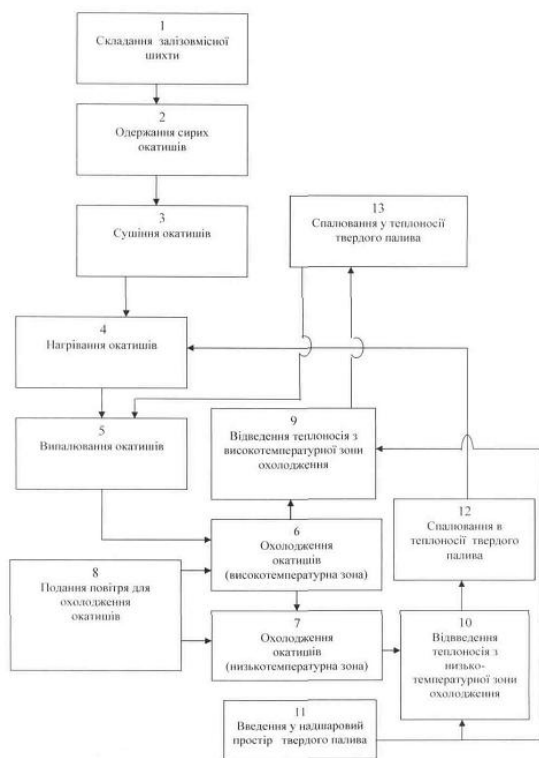 1
Складання залізовмісної
шихти
2
Одержання сирих
окатишів
3
Сушіння окатишів
13
Спалювання у теплоносії
твердого палива
4
Нагрівання окатишів
5
Випалювання окатишів
9
Відведення теплоносія з
високотемпературної зони
охолодження
6
Охолодження
окатишів
(високотемпературна зона)
12
Спалювання в
теплоносії твердого
палива
8
Подання повітря для
охолодження
окатишів
7
Охолодження
окатишів
(низькотемпературна зона)
10
Відвведення
теплоносія з
низько-
температурної зони
охолодження
11
Введення у надшаровий
простір твердого палива